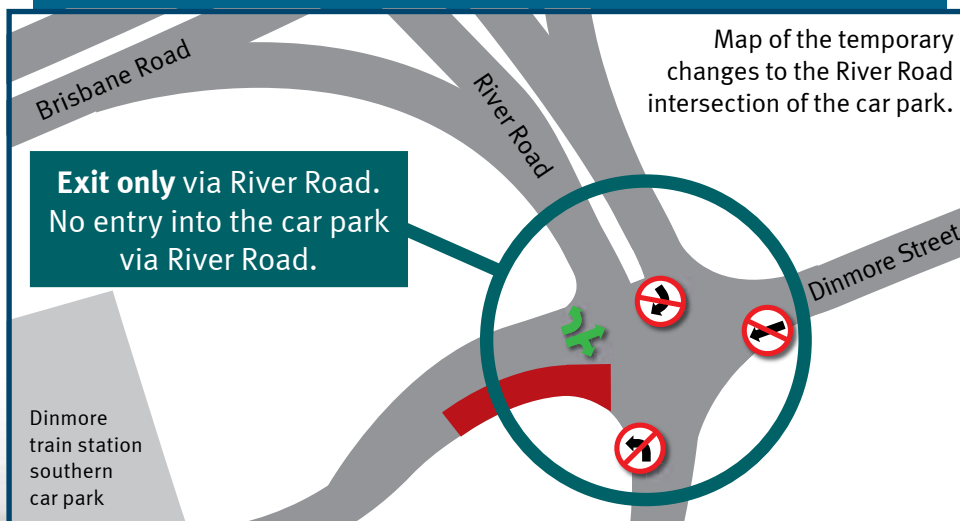 Map of the temporary
changes to the River Road
intersection of the car park.
Brisbane Road
River Road
Exit only via River Road.
No entry into the car park
via River Road.
Dinmore Street
Dinmore
train station
southern
car park